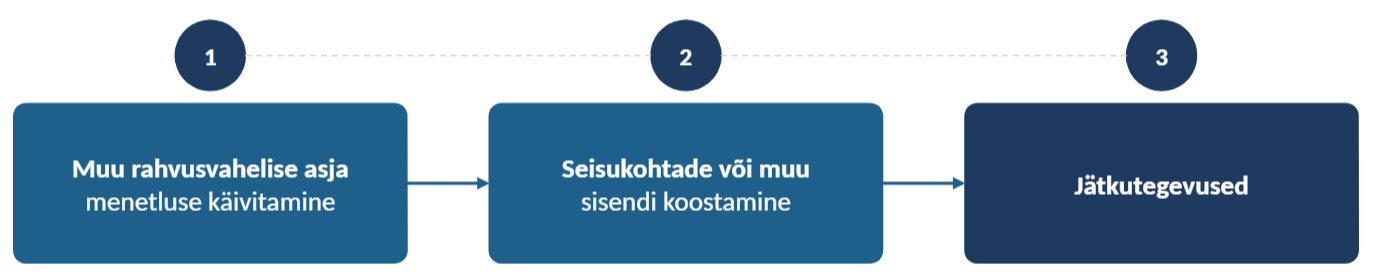 1
2
3
Muu rahvusvahelise asja
menetluse käivitamine
Seisukohtade või muu
sisendi koostamine
Jätkutegevused